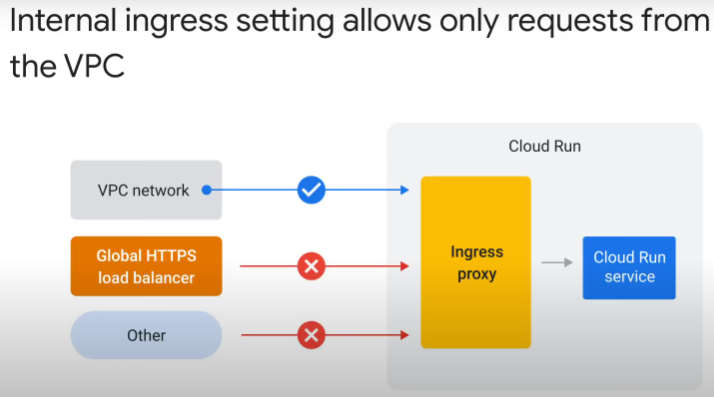 Internal ingress setting allows only requests from
the VPC
Cloud Run
VPC network
Global HTTPS
load balancer
Other
Ingress
proxy
Cloud Run
service